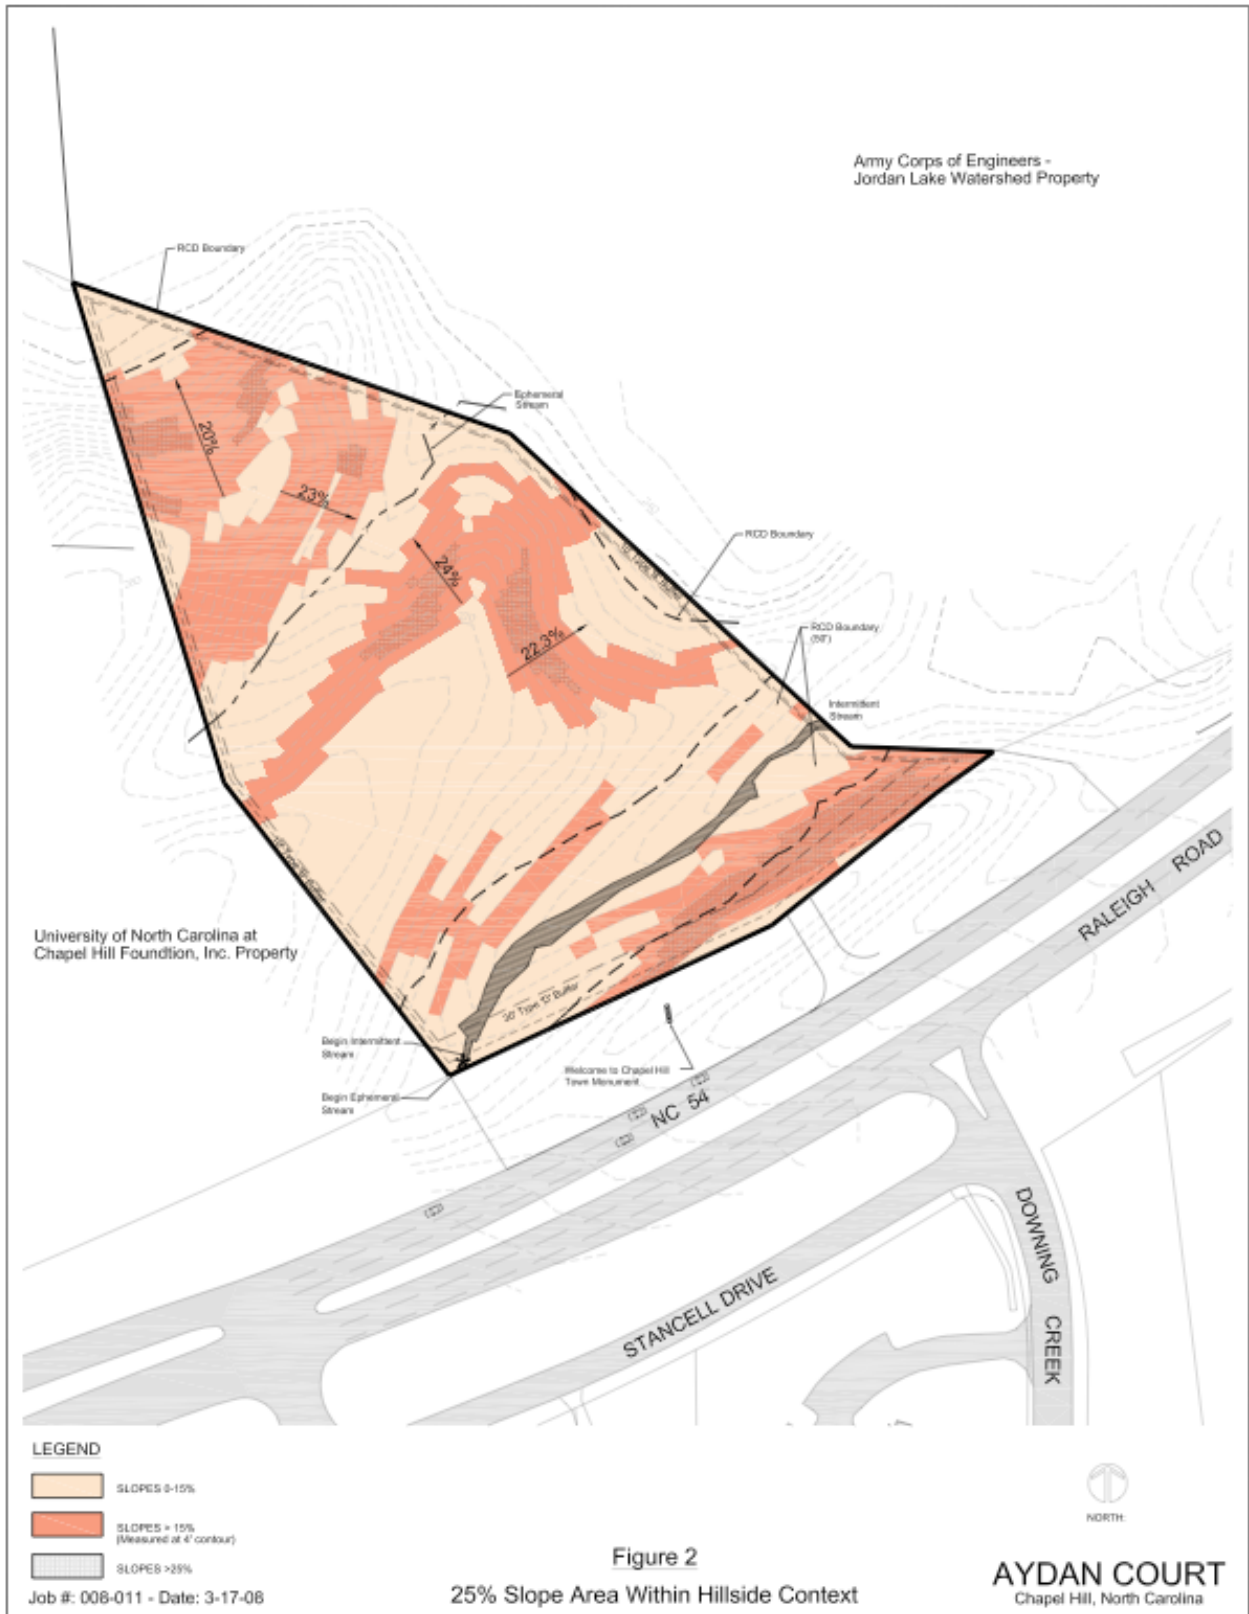 Army Corps of Engineers -
Jordan Lake Watershed Property
RCD Boundary
Ephemeral
Stream
20%
23%
RCD Boundary
24%
RCD Boundary
(50')
22.3%
Intermittent
Stream
University of North Carolina at
Chapel Hill Foundtion, Inc. Property
30' Type 'D' Buffer
Begin Intermittent
Stream
Begin Ephemeral
Stream
Welcome to Chapel Hill
Town Monument
NC 54
RALEIGH ROAD
STANCELL DRIVE
DOWNING CREEK
LEGEND
SLOPES 0-15%
SLOPES > 15%
(Measured at 4' contour)
SLOPES >25%
Job #: 008-011 - Date: 3-17-08
Figure 2
25% Slope Area Within Hillside Context
NORTH:
AYDAN COURT
Chapel Hill, North Carolina